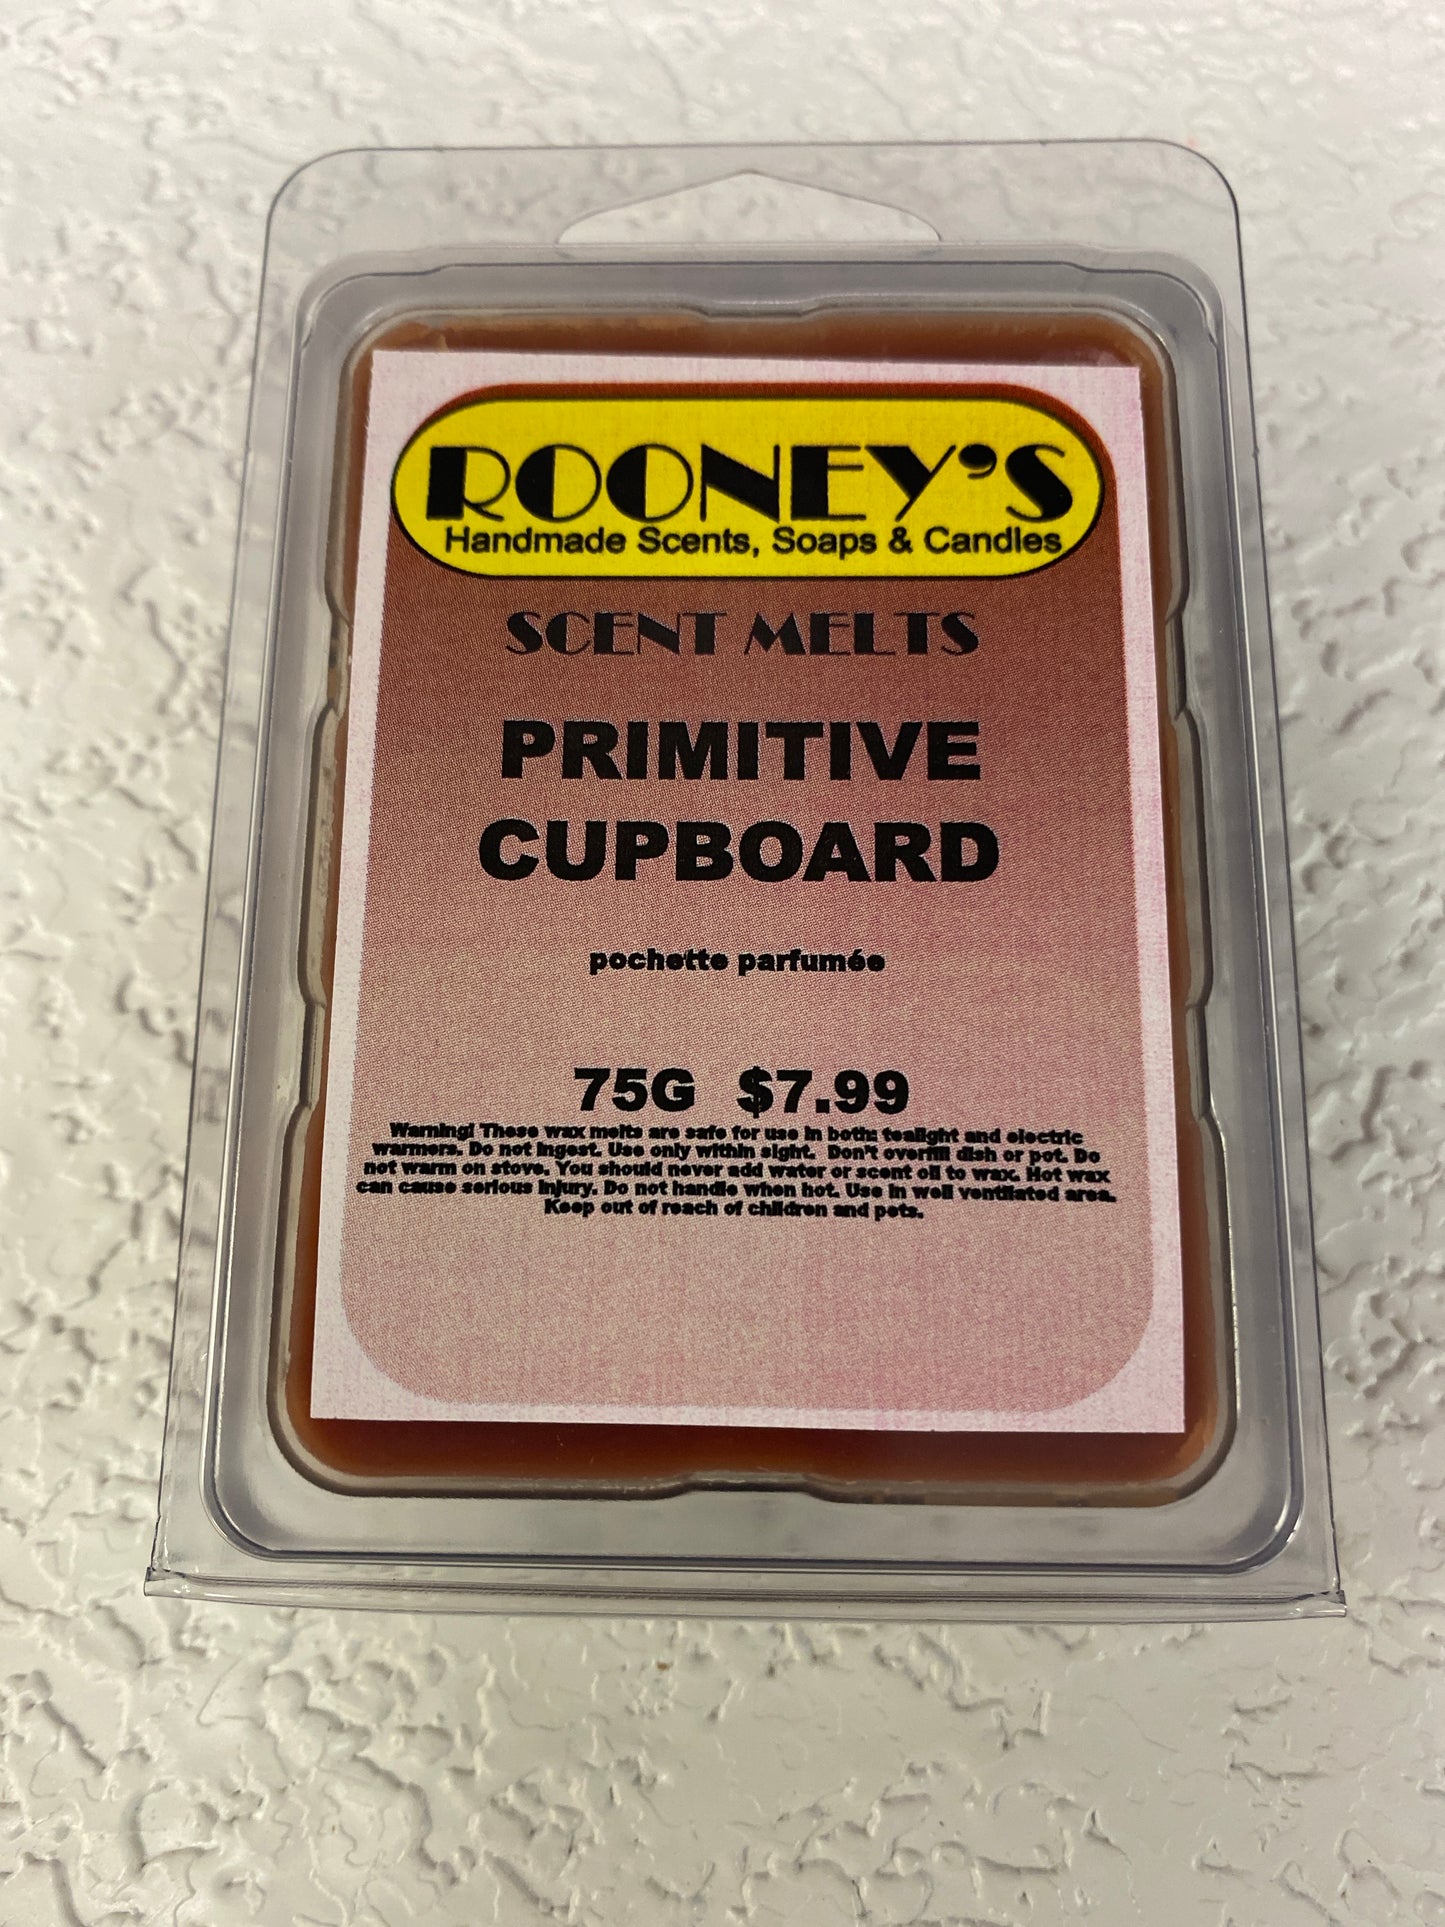 ROONEY'S
Handmade Scents, Soaps & Candles
SCENT MELTS
PRIMITIVE
CUPBOARD
pochette parfumée
75G $7.99
Warning! These wax melts are safe for use in both: tealight and electric
warmers. Do not ingest. Use only within sight. Don't overfill dish or pot. Do
not warm on stove. You should never add water or scent oil to wax. Hot wax
can cause serious injury. Do not handle when hot. Use in well ventilated area.
Keep out of reach of children and pets.